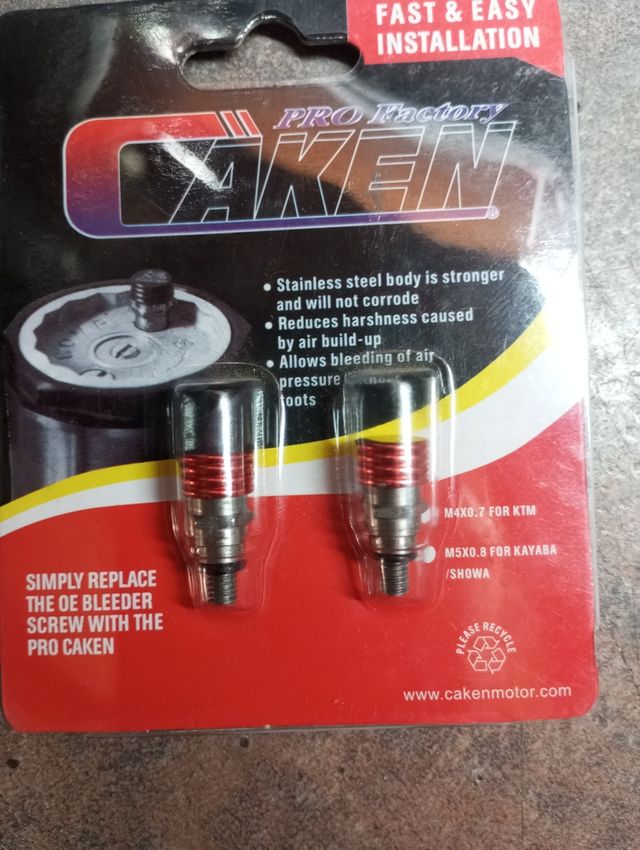 FAST & EASY
INSTALLATION
PRO Factory
CÄKEN®
• Stainless steel body is stronger
and will not corrode
• Reduces harshness caused
by air build-up
• Allows bleeding of air
pressure
toots
M4X0.7 FOR KTM
M5X0.8 FOR KAYABA
/SHOWA
SIMPLY REPLACE
THE OE BLEEDER
SCREW WITH THE
PRO CAKEN
PLEASE RECYCLE
www.cakenmotor.com